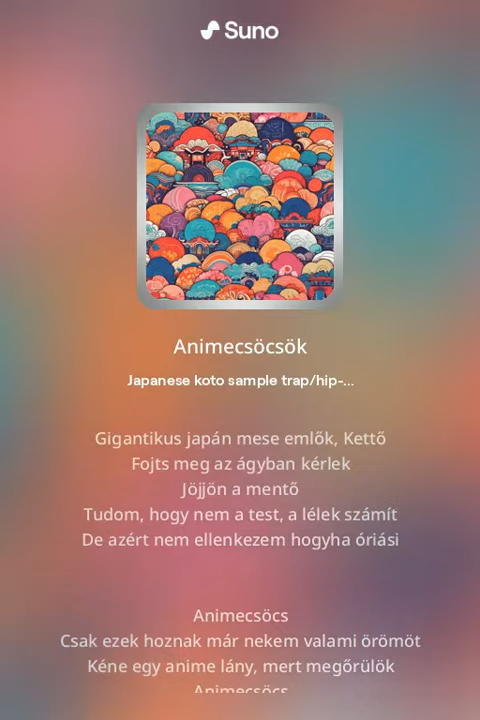 Suno
Animecsöcsök
Japanese koto sample trap/hip-...
Gigantikus japán mese emlők, Kettő
Fojts meg az ágyban kérlek
Jöjjön a mentő
Tudom, hogy nem a test, a lélek számít
De azért nem ellenkezem hogyha óriási
Animecsöcs
Csak ezek hoznak már nekem valami örömöt
Kéne egy anime lány, mert megőrülök
Animecsöcs